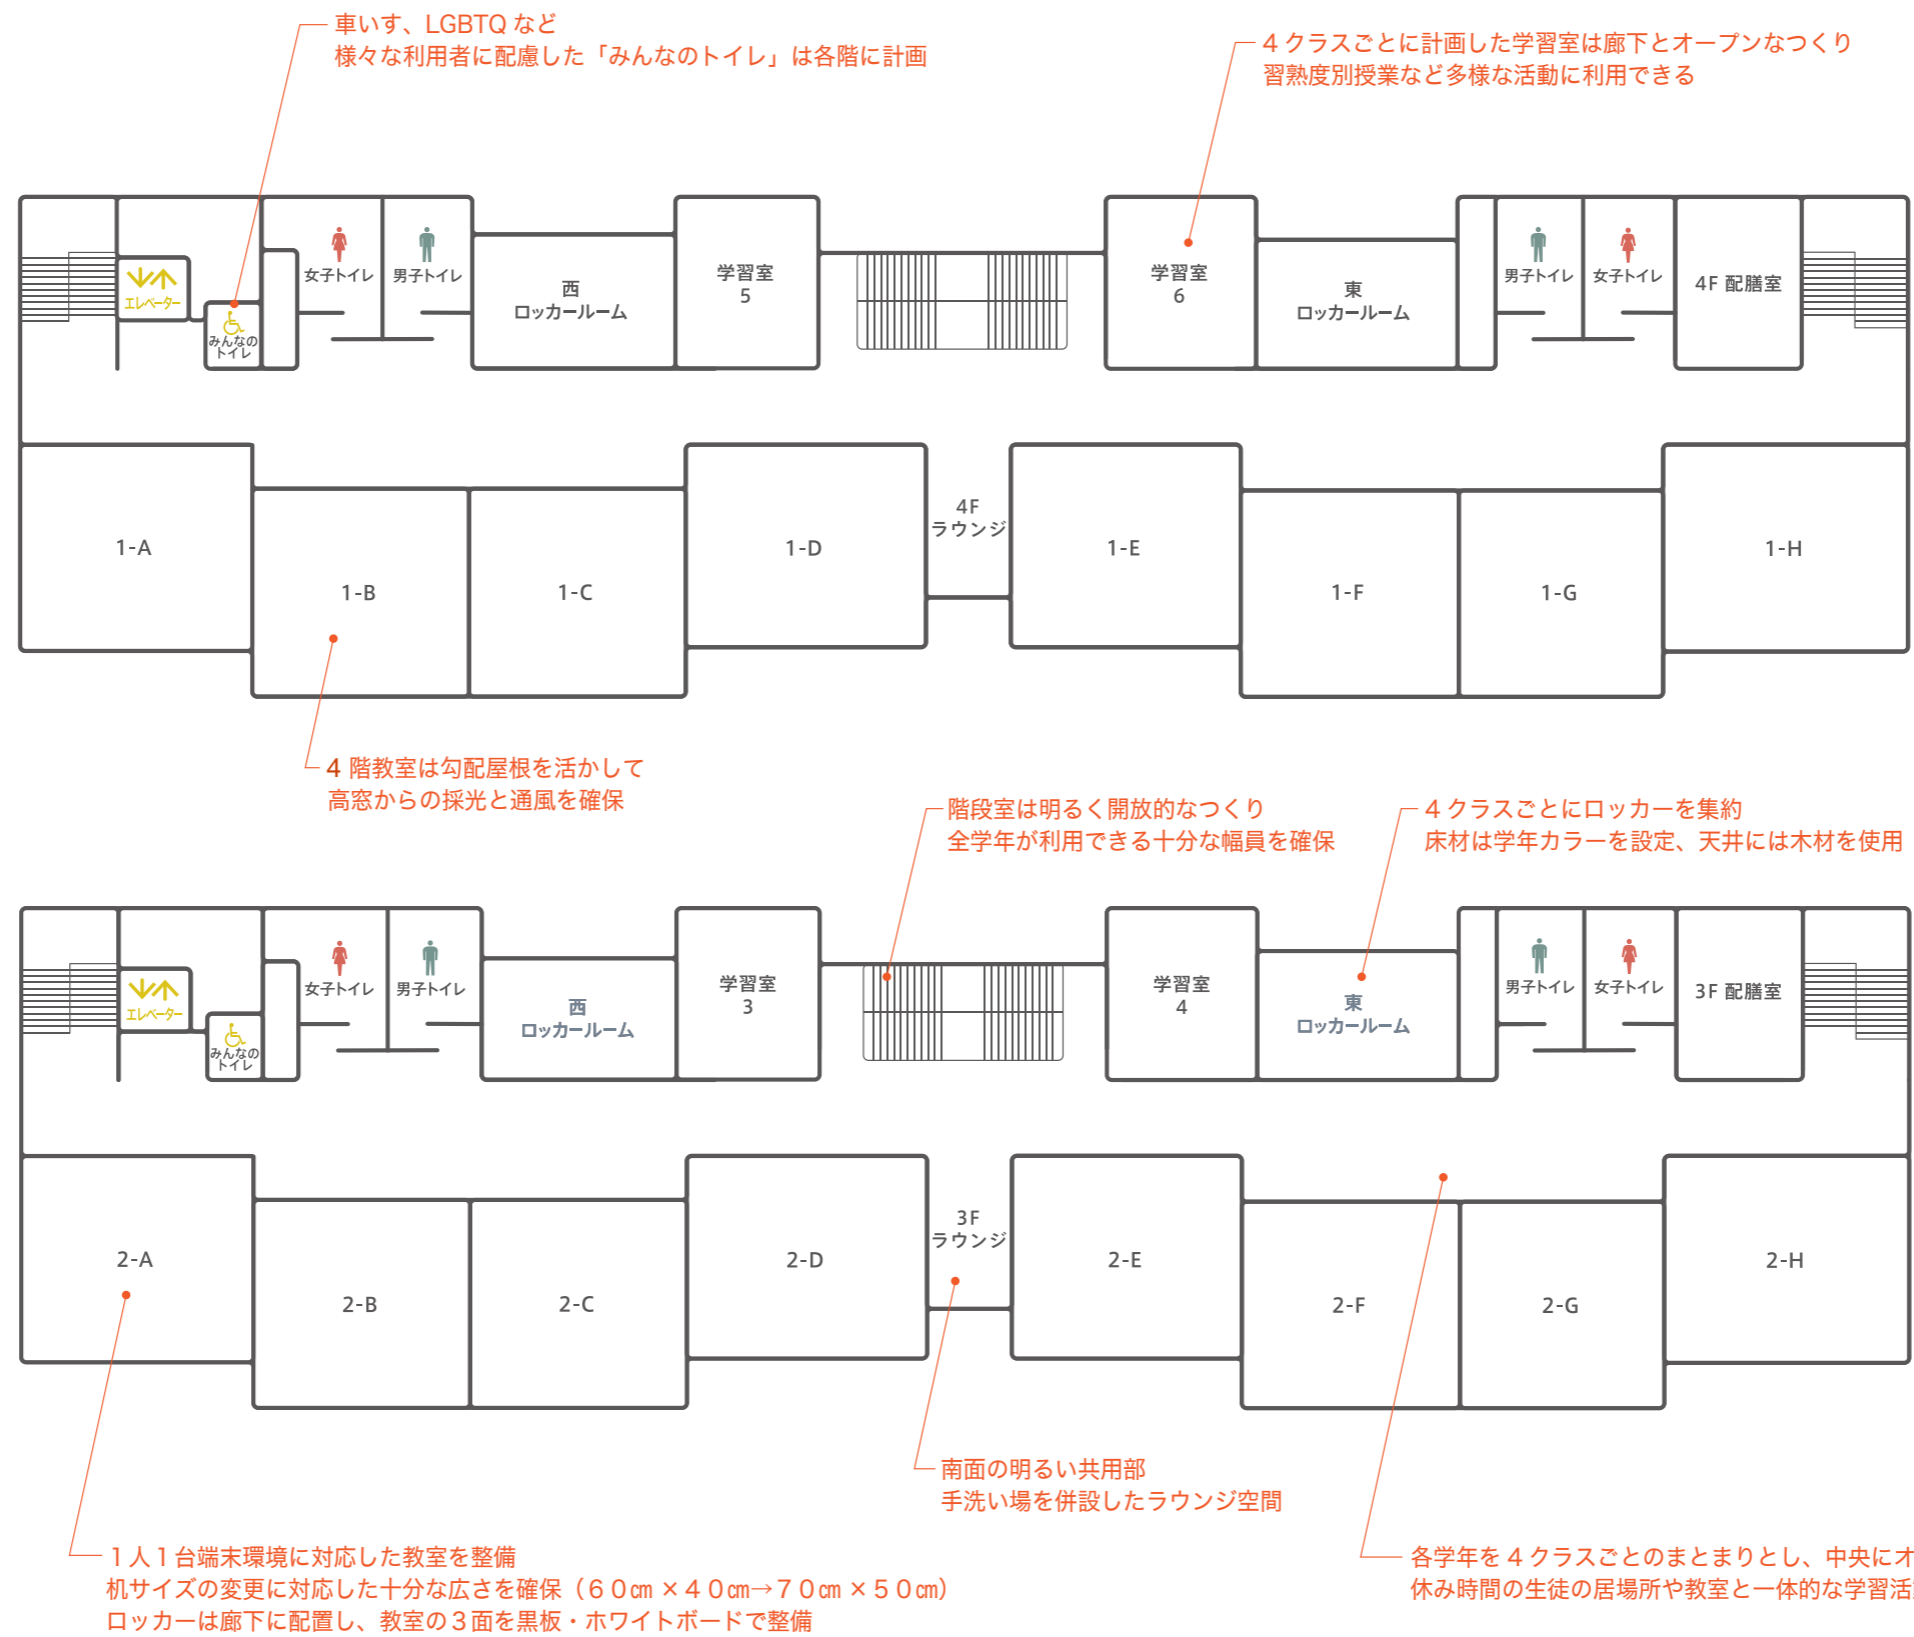 車いす、LGBTQ など
様々な利用者に配慮した「みんなのトイレ」は各階に計画
4 クラスごとに計画した学習室は廊下とオープンなつくり
習熟度別授業など多様な活動に利用できる
エレベーター
みんなの
トイレ
女子トイレ
男子トイレ
西
ロッカールーム
学習室
5
学習室
6
東
ロッカールーム
男子トイレ
女子トイレ
4F 配膳室
1-A
1-B
1-C
1-D
4F
ラウンジ
1-E
1-F
1-G
1-H
4 階教室は勾配屋根を活かして
高窓からの採光と通風を確保
階段室は明るく開放的なつくり
全学年が利用できる十分な幅員を確保
4 クラスごとにロッカーを集約
床材は学年カラーを設定、天井には木材を使用
エレベーター
みんなの
トイレ
女子トイレ
男子トイレ
西
ロッカールーム
学習室
3
学習室
4
東
ロッカールーム
男子トイレ
女子トイレ
3F 配膳室
2-A
2-B
2-C
2-D
3F
ラウンジ
2-E
2-F
2-G
2-H
南面の明るい共用部
手洗い場を併設したラウンジ空間
1人1台端末環境に対応した教室を整備
机サイズの変更に対応した十分な広さを確保（６０㎝ ×４０㎝→７０㎝ ×５０㎝）
ロッカーは廊下に配置し、教室の３面を黒板・ホワイトボードで整備
各学年を 4 クラスごとのまとまりとし、中央にオ
休み時間の生徒の居場所や教室と一体的な学習活